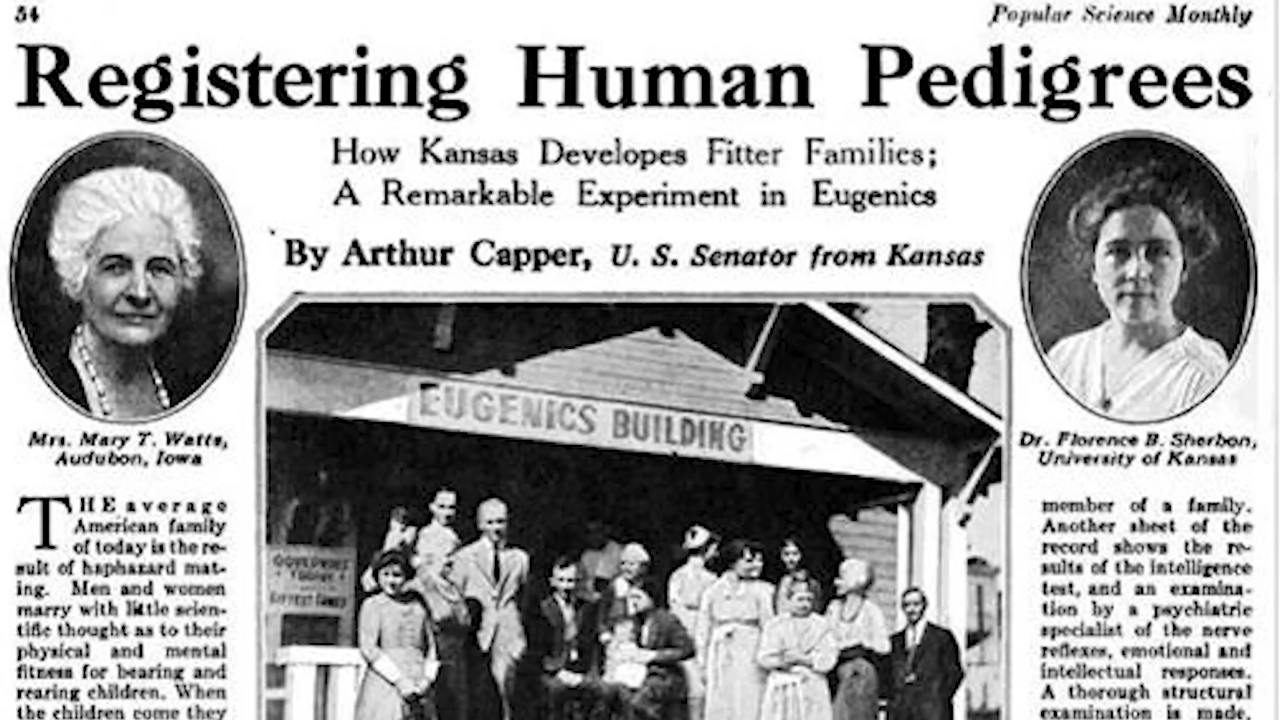 54
Popular Science Monthly
Registering Human Pedigrees
How Kansas Developes Fitter Families;
A Remarkable Experiment in Eugenics
By Arthur Capper, U. S. Senator from Kansas
Mrs. Mary T. Watts,
Audubon, Iowa
EUGENICS BUILDING
GOVERNORS
TROPHY
FITTEST FAMILY
Dr. Florence B. Sherbon,
University of Kansas
THE average
American family
of today is the re-
sult of haphazard mat-
ing. Men and women
marry with little scien-
tific thought as to their
physical and mental
fitness for bearing and
rearing children. When
the children come they
member of a family.
Another sheet of the
record shows the re-
sults of the intelligence
test, and an examina-
tion by a psychiatric
specialist of the nerve
reflexes, emotional and
intellectual responses.
A thorough structural
examination is made,